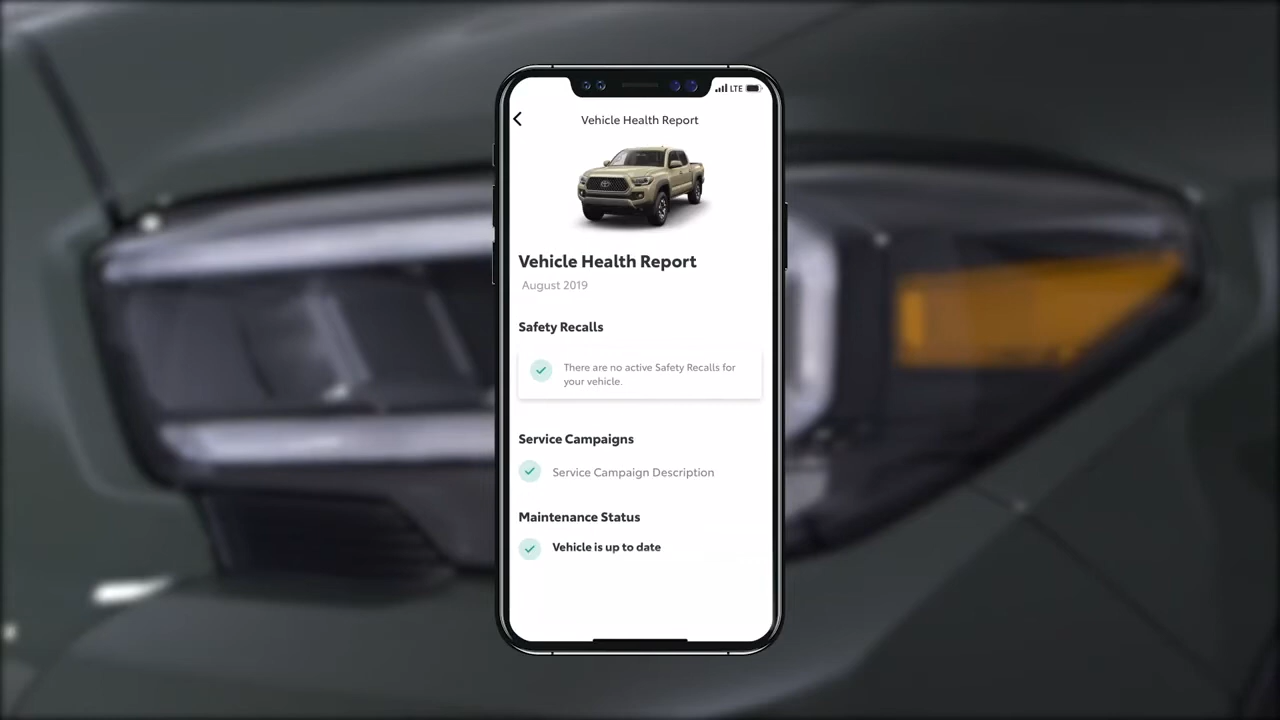 LTE
Vehicle Health Report
Vehicle Health Report
August 2019
Safety Recalls
There are no active Safety Recalls for
your vehicle.
Service Campaigns
Service Campaign Description
Maintenance Status
Vehicle is up to date